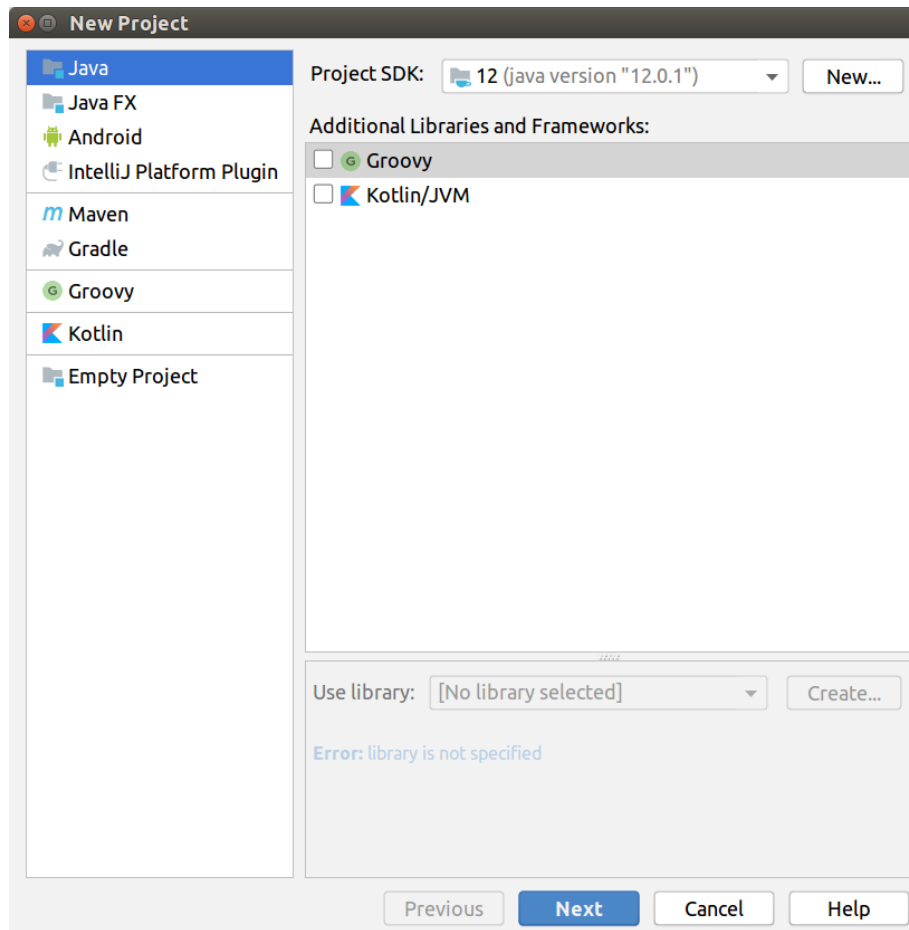 New Project
Java
Java FX
Android
IntelliJ Platform Plugin
m Maven
Gradle
G Groovy
Kotlin
Empty Project
Project SDK: 12 (java version "12.0.1") New...
Additional Libraries and Frameworks:
G Groovy
Kotlin/JVM
Use library: [No library selected] Create...
Error: library is not specified
Previous Next Cancel Help